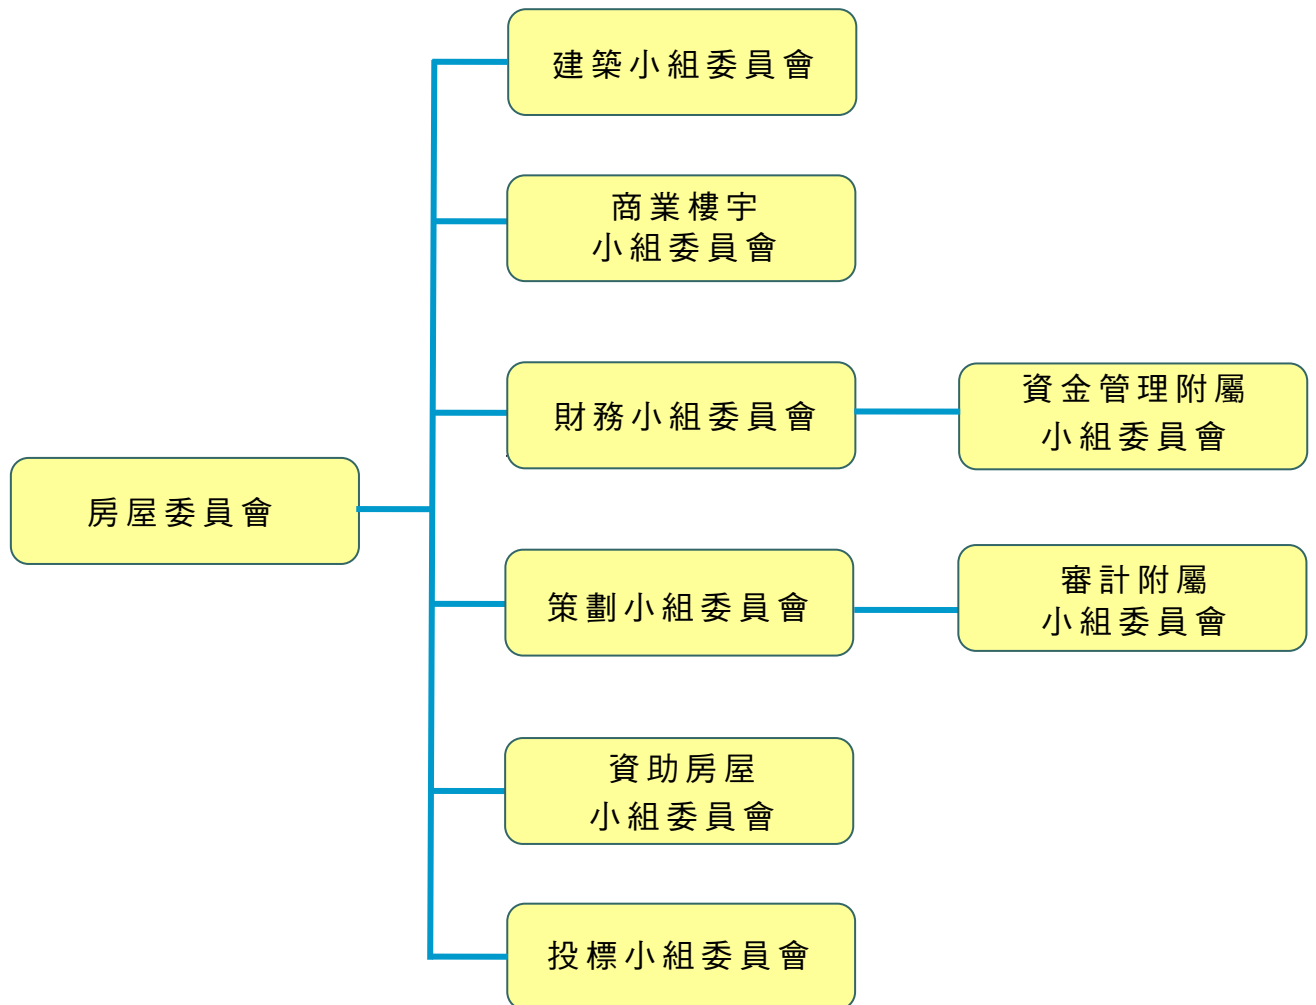 建築小組委員會
商業樓宇
小組委員會
財務小組委員會
資金管理附屬
小組委員會
房屋委員會
策劃小組委員會
審計附屬
小組委員會
資助房屋
小組委員會
投標小組委員會